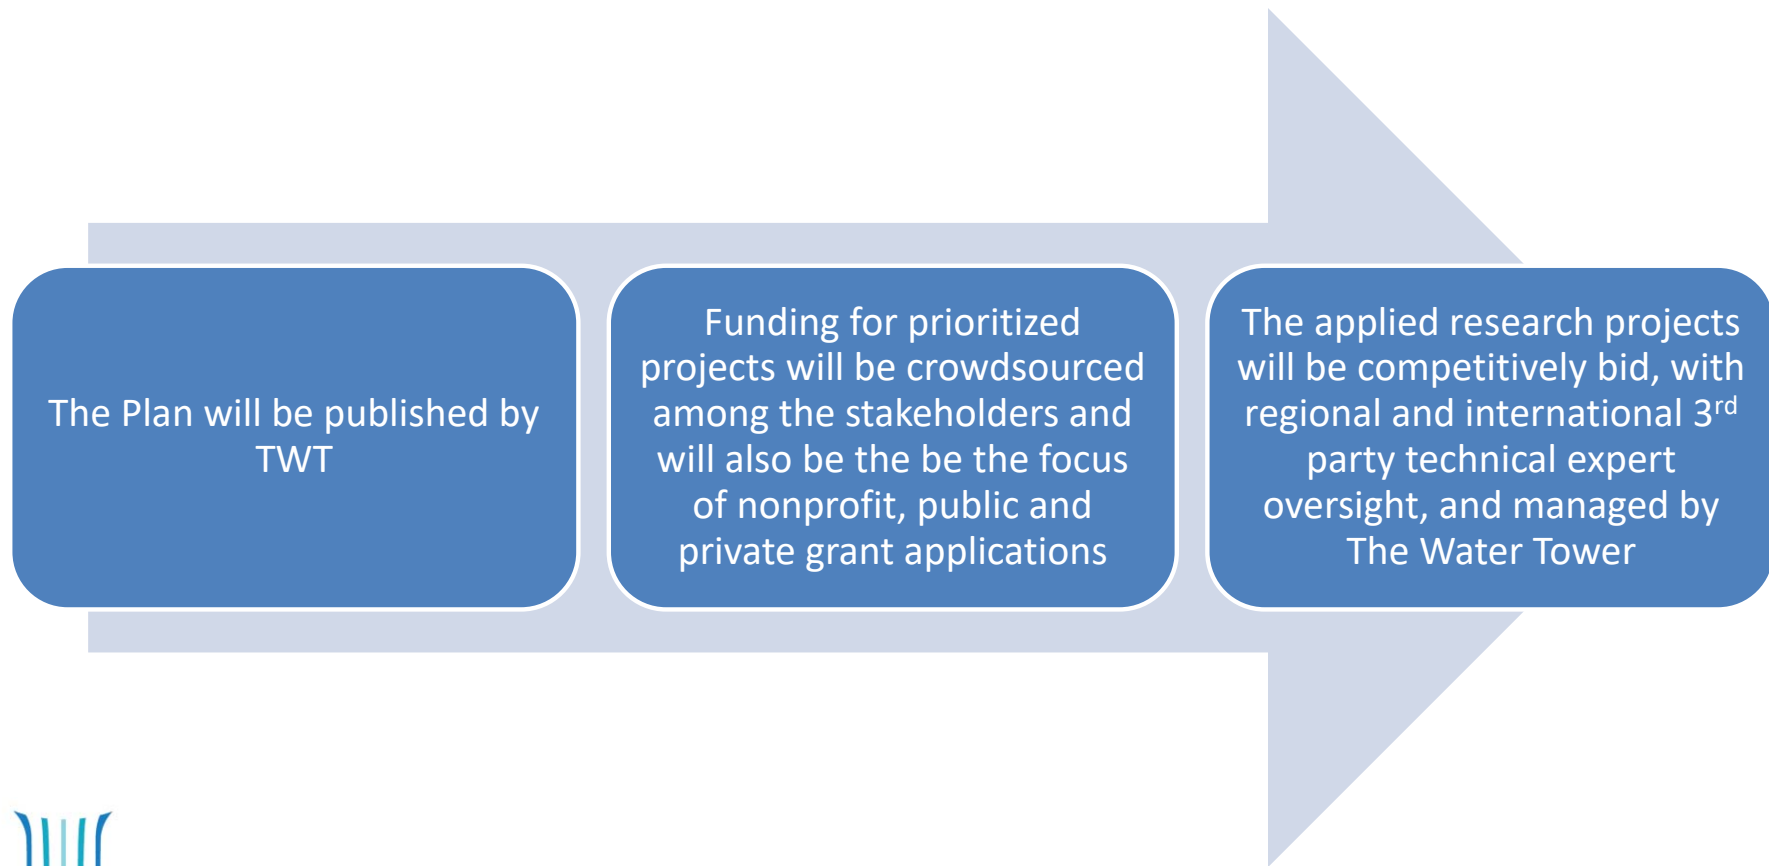 The Plan will be published by
TWT
Funding for prioritized
projects will be crowdsourced
among the stakeholders and
will also be the be the focus
of nonprofit, public and
private grant applications
The applied research projects
will be competitively bid, with
regional and international 3rd
party technical expert
oversight, and managed by
The Water Tower